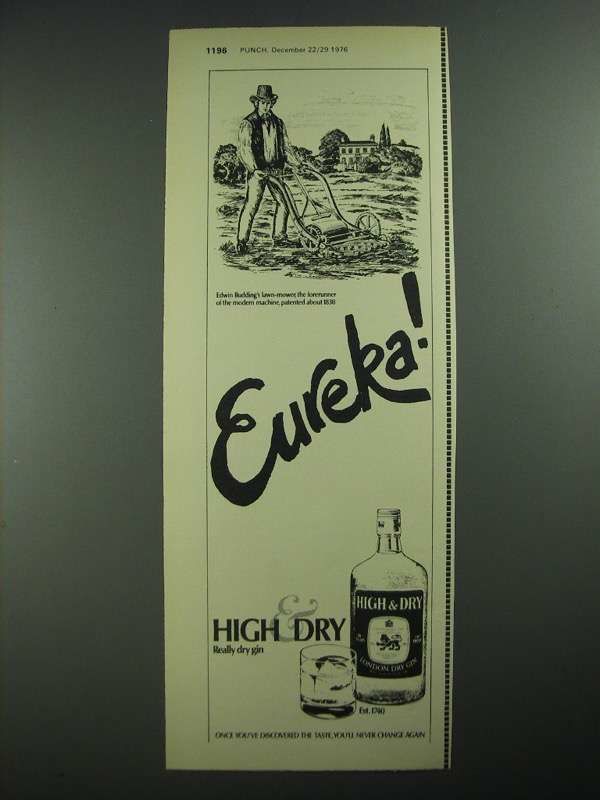 1196 PUNCH, December 22/29 1976
Edwin Budding's lawn-mower, the forerunner
of the modern machine, patented about 1830
Eureka!
HIGH & DRY
Really dry gin
HIGH & DRY
LONDON DRY GIN
Est. 1740
ONCE YOU'VE DISCOVERED THE TASTE, YOU'LL NEVER CHANGE AGAIN